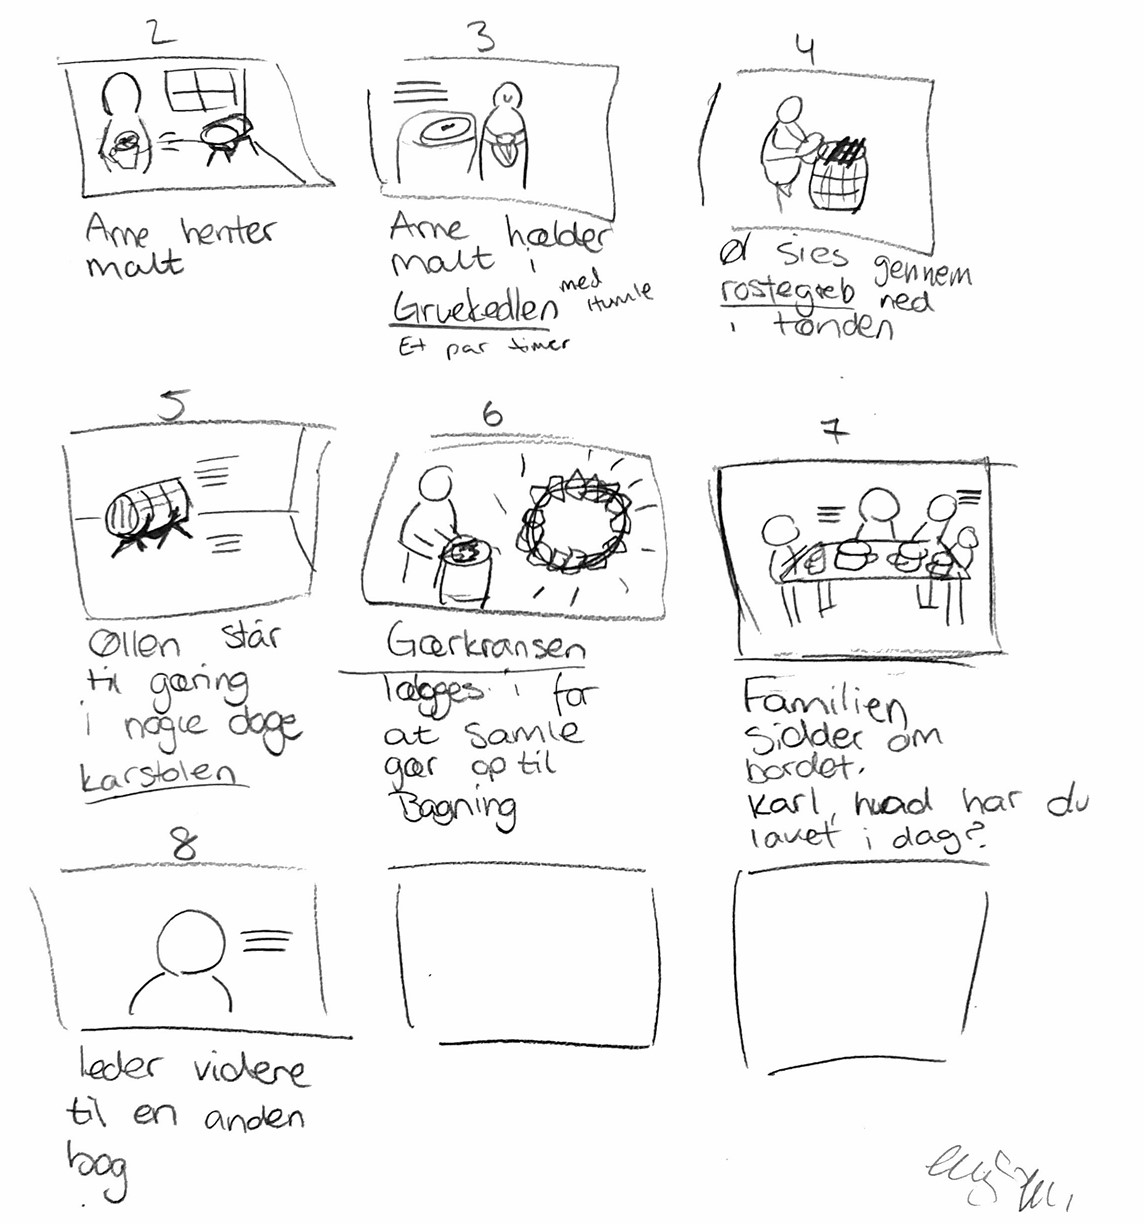 2
Arne henter
malt
3
Arne hælder
malt i
Gruekedlen med Humle
Et par timer
4
Øl sies gennem
rostegreb ned
i tønden
5
Øllen står
til gæring
i nogle dage
karstolen
6
Gærkransen
lægges i for
at samle
gær op til
Bagning
7
Familien
sidder om
bordet.
Karl, hvad har du
lavet i dag?
8
leder videre
til en anden
bog